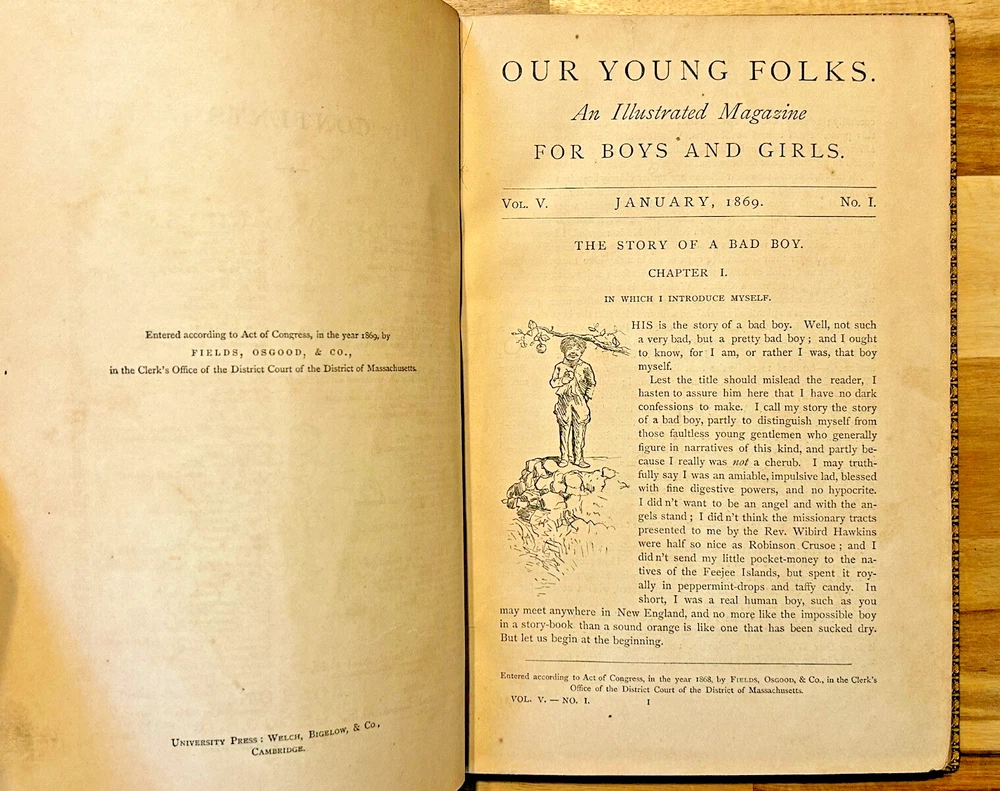 Entered according to Act of Congress, in the year 1869, by
FIELDS, OSGOOD, & CO.,
in the Clerk's Office of the District Court of the District of Massachusetts.
UNIVERSITY PRESS: WELCH, BIGELOW, & CO.,
CAMBRIDGE.
OUR YOUNG FOLKS.
An Illustrated Magazine
FOR BOYS AND GIRLS.
VOL. V. JANUARY, 1869. NO. I.
THE STORY OF A BAD BOY.
CHAPTER I.
IN WHICH I INTRODUCE MYSELF.
HIS is the story of a bad boy. Well, not such
a very bad, but a pretty bad boy; and I ought
to know, for I am, or rather I was, that boy
myself.
Lest the title should mislead the reader, I
hasten to assure him here that I have no dark
confessions to make. I call my story the story
of a bad boy, partly to distinguish myself from
those faultless young gentlemen who generally
figure in narratives of this kind, and partly be-
cause I really was not a cherub. I may truth-
fully say I was an amiable, impulsive lad, blessed
with fine digestive powers, and no hypocrite.
I did n't want to be an angel and with the an-
gels stand; I did n't think the missionary tracts
presented to me by the Rev. Wibird Hawkins
were half so nice as Robinson Crusoe; and I
did n't send my little pocket-money to the na-
tives of the Feejee Islands, but spent it roy-
ally in peppermint-drops and taffy candy. In
short, I was a real human boy, such as you
may meet anywhere in New England, and no more like the impossible boy
in a story-book than a sound orange is like one that has been sucked dry.
But let us begin at the beginning.
Entered according to Act of Congress, in the year 1868, by FIELDS, OSGOOD, & CO., in the Clerk's
Office of the District Court of the District of Massachusetts.
VOL. V. — NO. I. 1